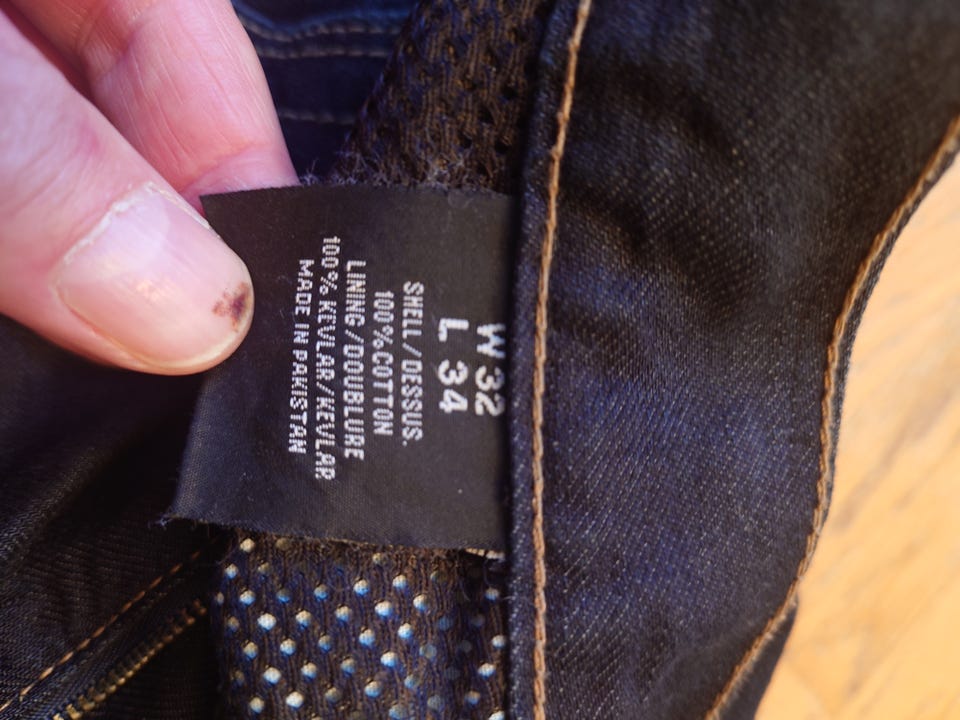 W 32
L 34
SHELL/DESSUS.
100%COTTON
LINING/DOUBLURE
100%KEVLAR/KEVLAR
MADE IN PAKISTAN